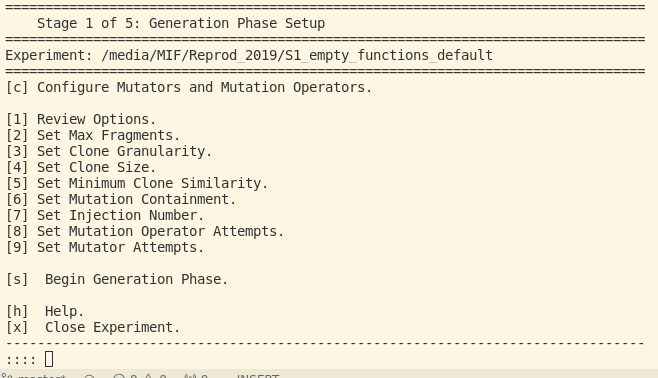 ================================================================================
    Stage 1 of 5: Generation Phase Setup
================================================================================
Experiment: /media/MIF/Reprod_2019/S1_empty_functions_default
================================================================================
[c] Configure Mutators and Mutation Operators.

[1] Review Options.
[2] Set Max Fragments.
[3] Set Clone Granularity.
[4] Set Clone Size.
[5] Set Minimum Clone Similarity.
[6] Set Mutation Containment.
[7] Set Injection Number.
[8] Set Mutation Operator Attempts.
[9] Set Mutator Attempts.

[s]  Begin Generation Phase.

[h]  Help.
[x]  Close Experiment.
--------------------------------------------------------------------------------
::::
master* INSERT